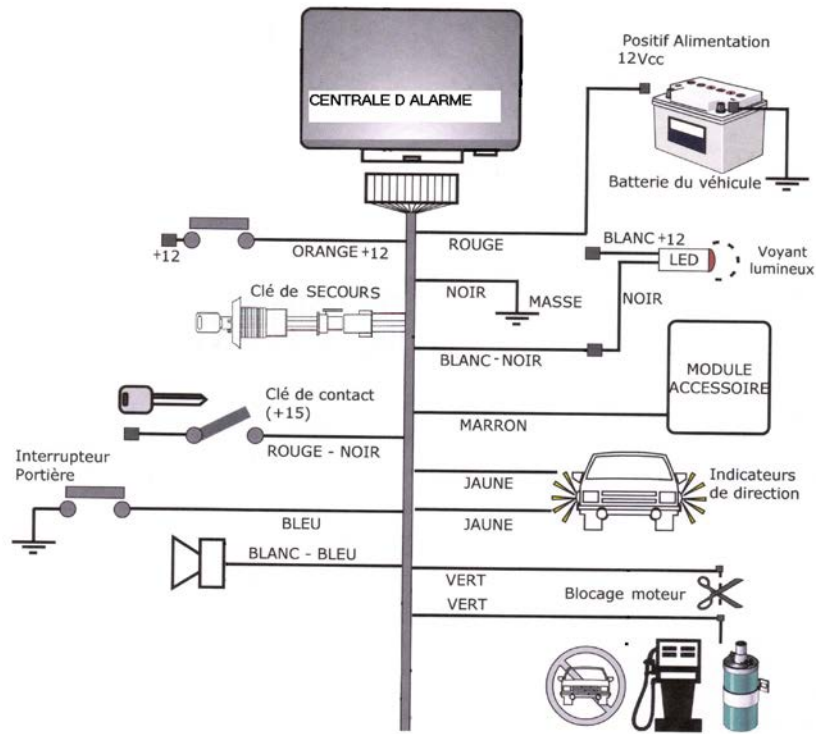 Positif Alimentation
12Vcc
CENTRALE D ALARME
Batterie du véhicule
+12
ORANGE +12
ROUGE
BLANC +12
LED
Voyant
lumineux
Clé de SECOURS
NOIR
MASSE
NOIR
BLANC - NOIR
MODULE
ACCESSOIRE
Clé de contact
(+15)
MARRON
ROUGE - NOIR
Interrupteur
Portière
JAUNE
Indicateurs
de direction
BLEU
JAUNE
BLANC - BLEU
VERT
Blocage moteur
VERT